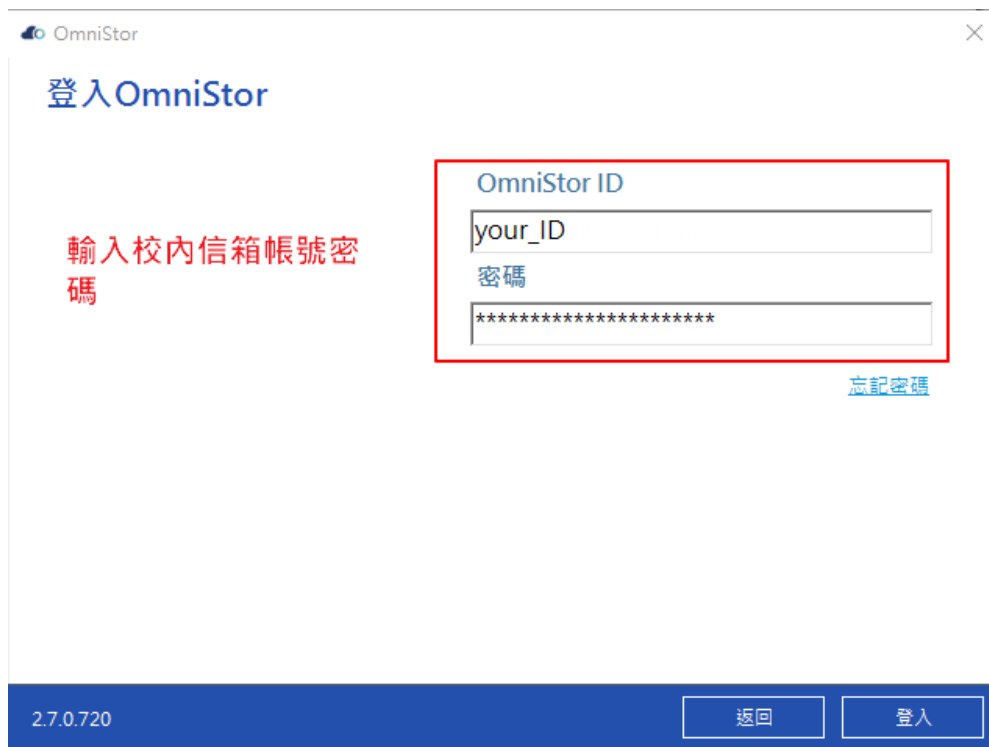 OmniStor
登入OmniStor
輸入校內信箱帳號密
碼
OmniStor ID
your_ID
密碼
**********************
忘記密碼
2.7.0.720
返回
登入